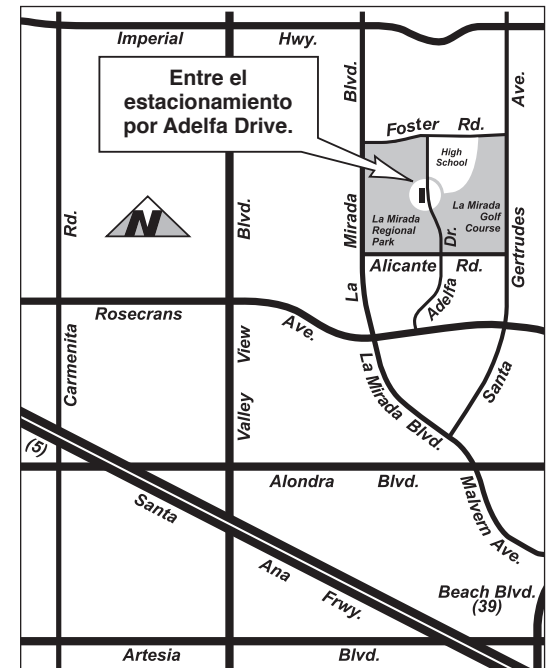 Imperial Hwy.
Entre el
estacionamiento
por Adelfa Drive.
Blvd.
Ave.
Foster Rd.
High
School
La Mirada
Regional
Park
La Mirada
Golf
Course
Rd.
N
Blvd.
Mirada
Dr.
Gertrudes
Alicante Rd.
La
Adelfa
Rosecrans Ave.
Carmenita
View
Valley
La Mirada Blvd.
Santa
(5)
Alondra Blvd.
Santa Ana Frwy.
Malvern Ave.
Beach Blvd.
(39)
Artesia Blvd.